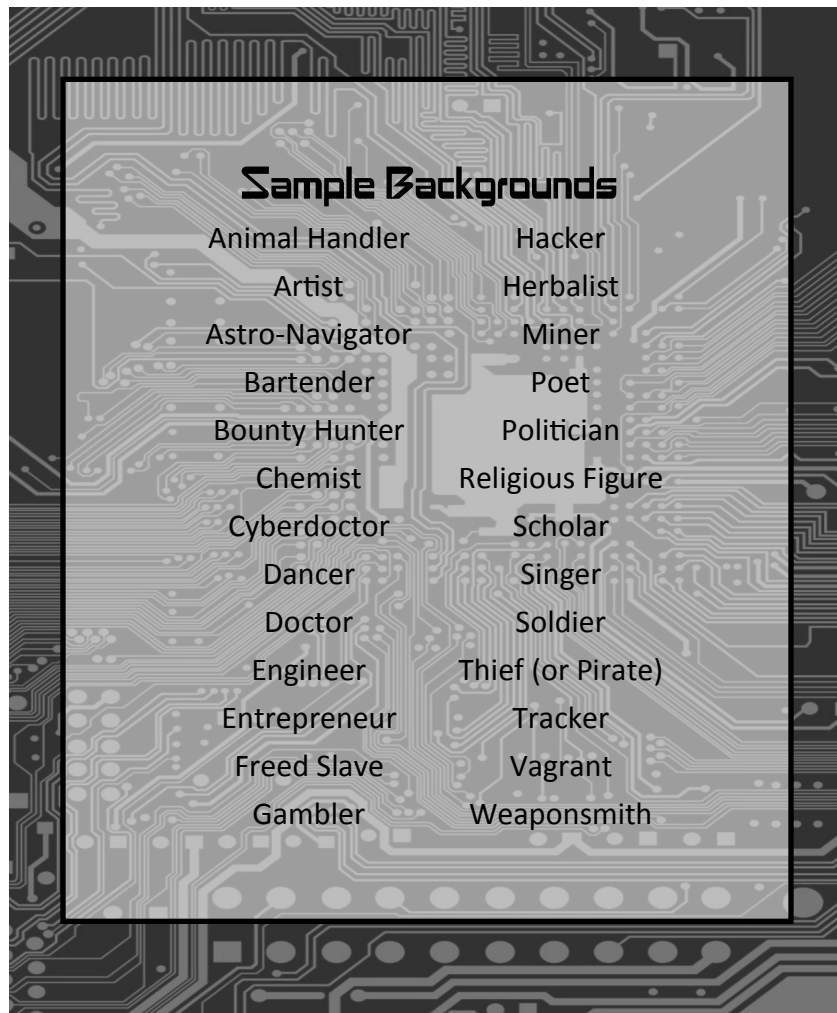 Sample Backgrounds
Animal Handler
Artist
Astro-Navigator
Bartender
Bounty Hunter
Chemist
Cyberdoctor
Dancer
Doctor
Engineer
Entrepreneur
Freed Slave
Gambler
Hacker
Herbalist
Miner
Poet
Politician
Religious Figure
Scholar
Singer
Soldier
Thief (or Pirate)
Tracker
Vagrant
Weaponsmith